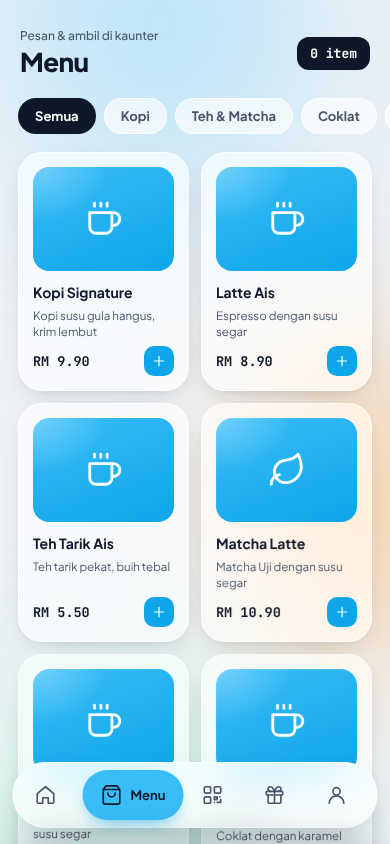 Pesan & ambil di kaunter
Menu
0 item
Semua
Kopi
Teh & Matcha
Coklat
Kopi Signature
Kopi susu gula hangus,
krim lembut
RM 9.90
Latte Ais
Espresso dengan susu
segar
RM 8.90
Teh Tarik Ais
Teh tarik pekat, buih tebal
RM 5.50
Matcha Latte
Matcha Uji dengan susu
segar
RM 10.90
Menu
susu segar
Coklat dengan karamel